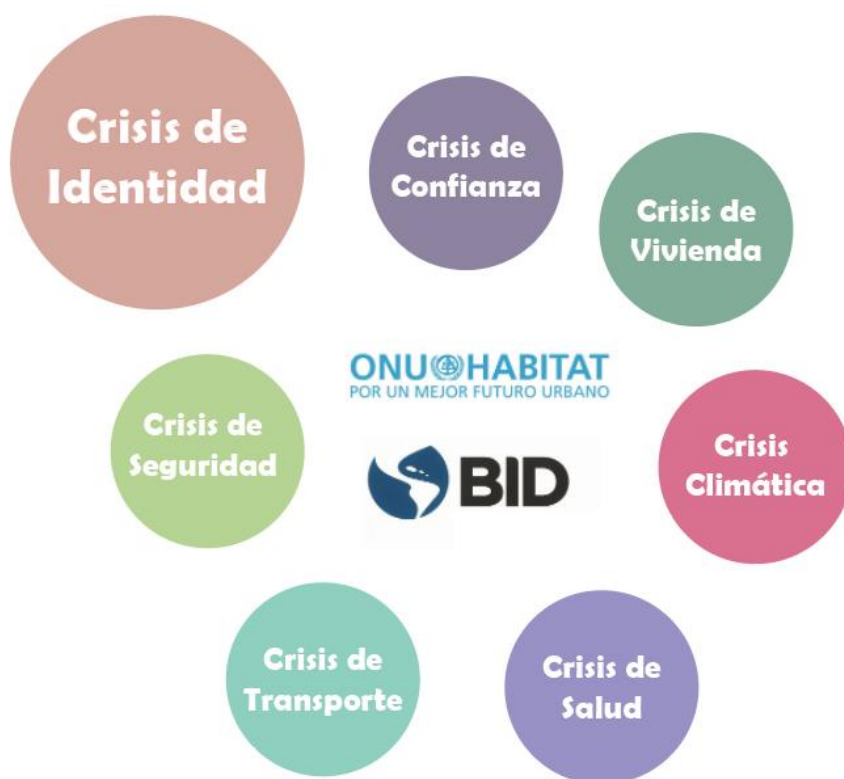 Crisis de
Identidad
Crisis de
Confianza
Crisis de
Vivienda
ONU HABITAT
POR UN MEJOR FUTURO URBANO
Crisis de
Seguridad
BID
Crisis
Climática
Crisis de
Transporte
Crisis de
Salud